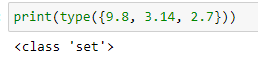 print(type({9.8, 3.14, 2.7}))
<class 'set'>